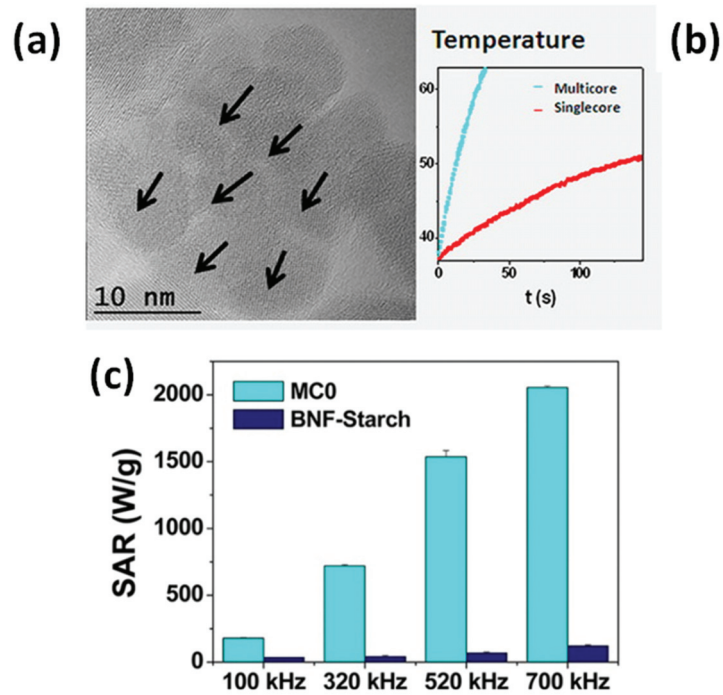 (a)
10 nm
Temperature
(b)
60
50
40
Multicore
Singlecore
0
50
100
t (s)
(c)
2000
1500
1000
500
0
SAR (W/g)
MC0
BNF-Starch
100 kHz
320 kHz
520 kHz
700 kHz